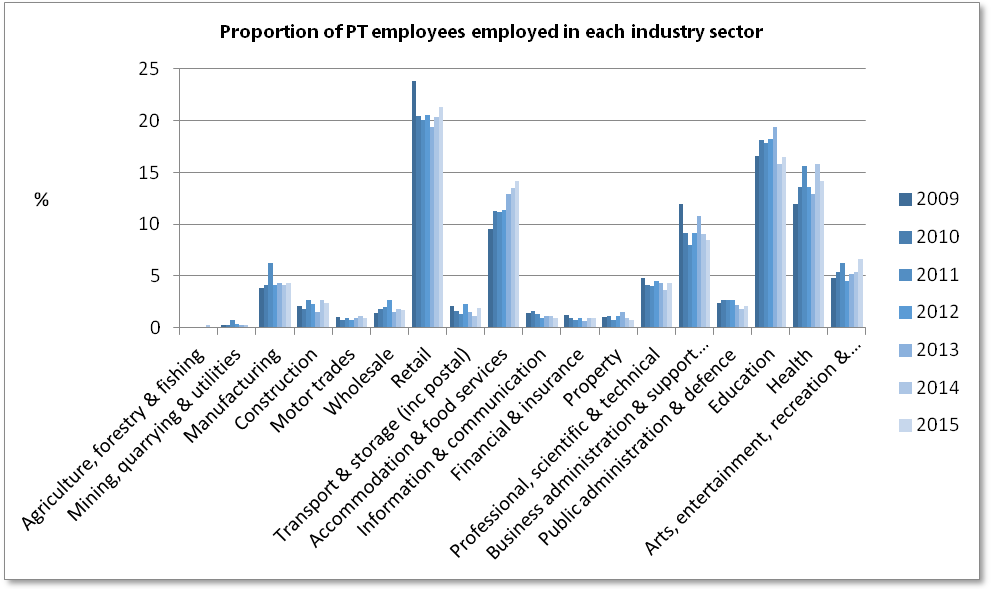 Proportion of PT employees employed in each industry sector
25
20
15
10
5
0
%
Agriculture, forestry & fishing
Mining, quarrying & utilities
Manufacturing
Construction
Motor trades
Wholesale
Retail
Transport & storage (inc postal)
Accommodation & food services
Information & communication
Financial & insurance
Property
Professional, scientific & technical
Business administration & support...
Public administration & defence
Education
Health
Arts, entertainment, recreation &...
2009
2010
2011
2012
2013
2014
2015